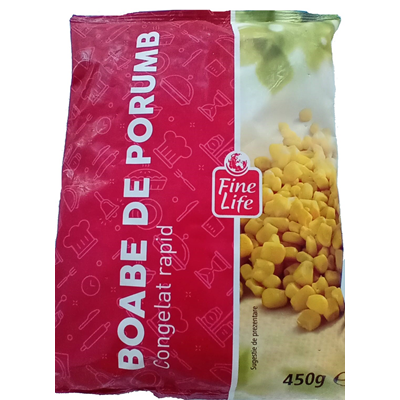 BOABE DE PORUMB
Congelat rapid
Fine
Life
Sugestie de prezentare
450g e